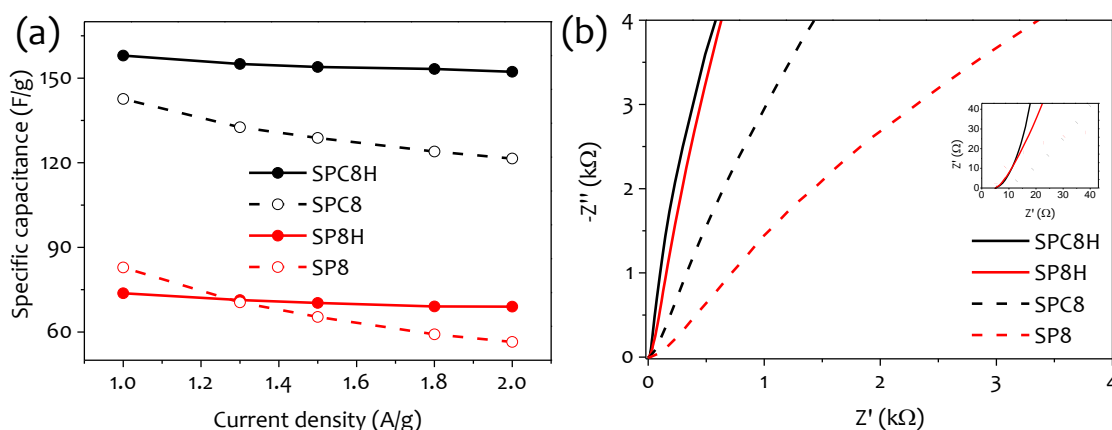 (a)
Specific capacitance (F/g)
150
120
90
60
SPC8H
SPC8
SP8H
SP8
1.0
1.2
1.4
1.6
1.8
2.0
Current density (A/g)
(b)
-Z'' (kΩ)
4
3
2
1
0
0
1
2
3
4
Z' (kΩ)
Z' (Ω)
40
30
20
10
0
0
10
20
30
40
Z' (Ω)
SPC8H
SP8H
SPC8
SP8